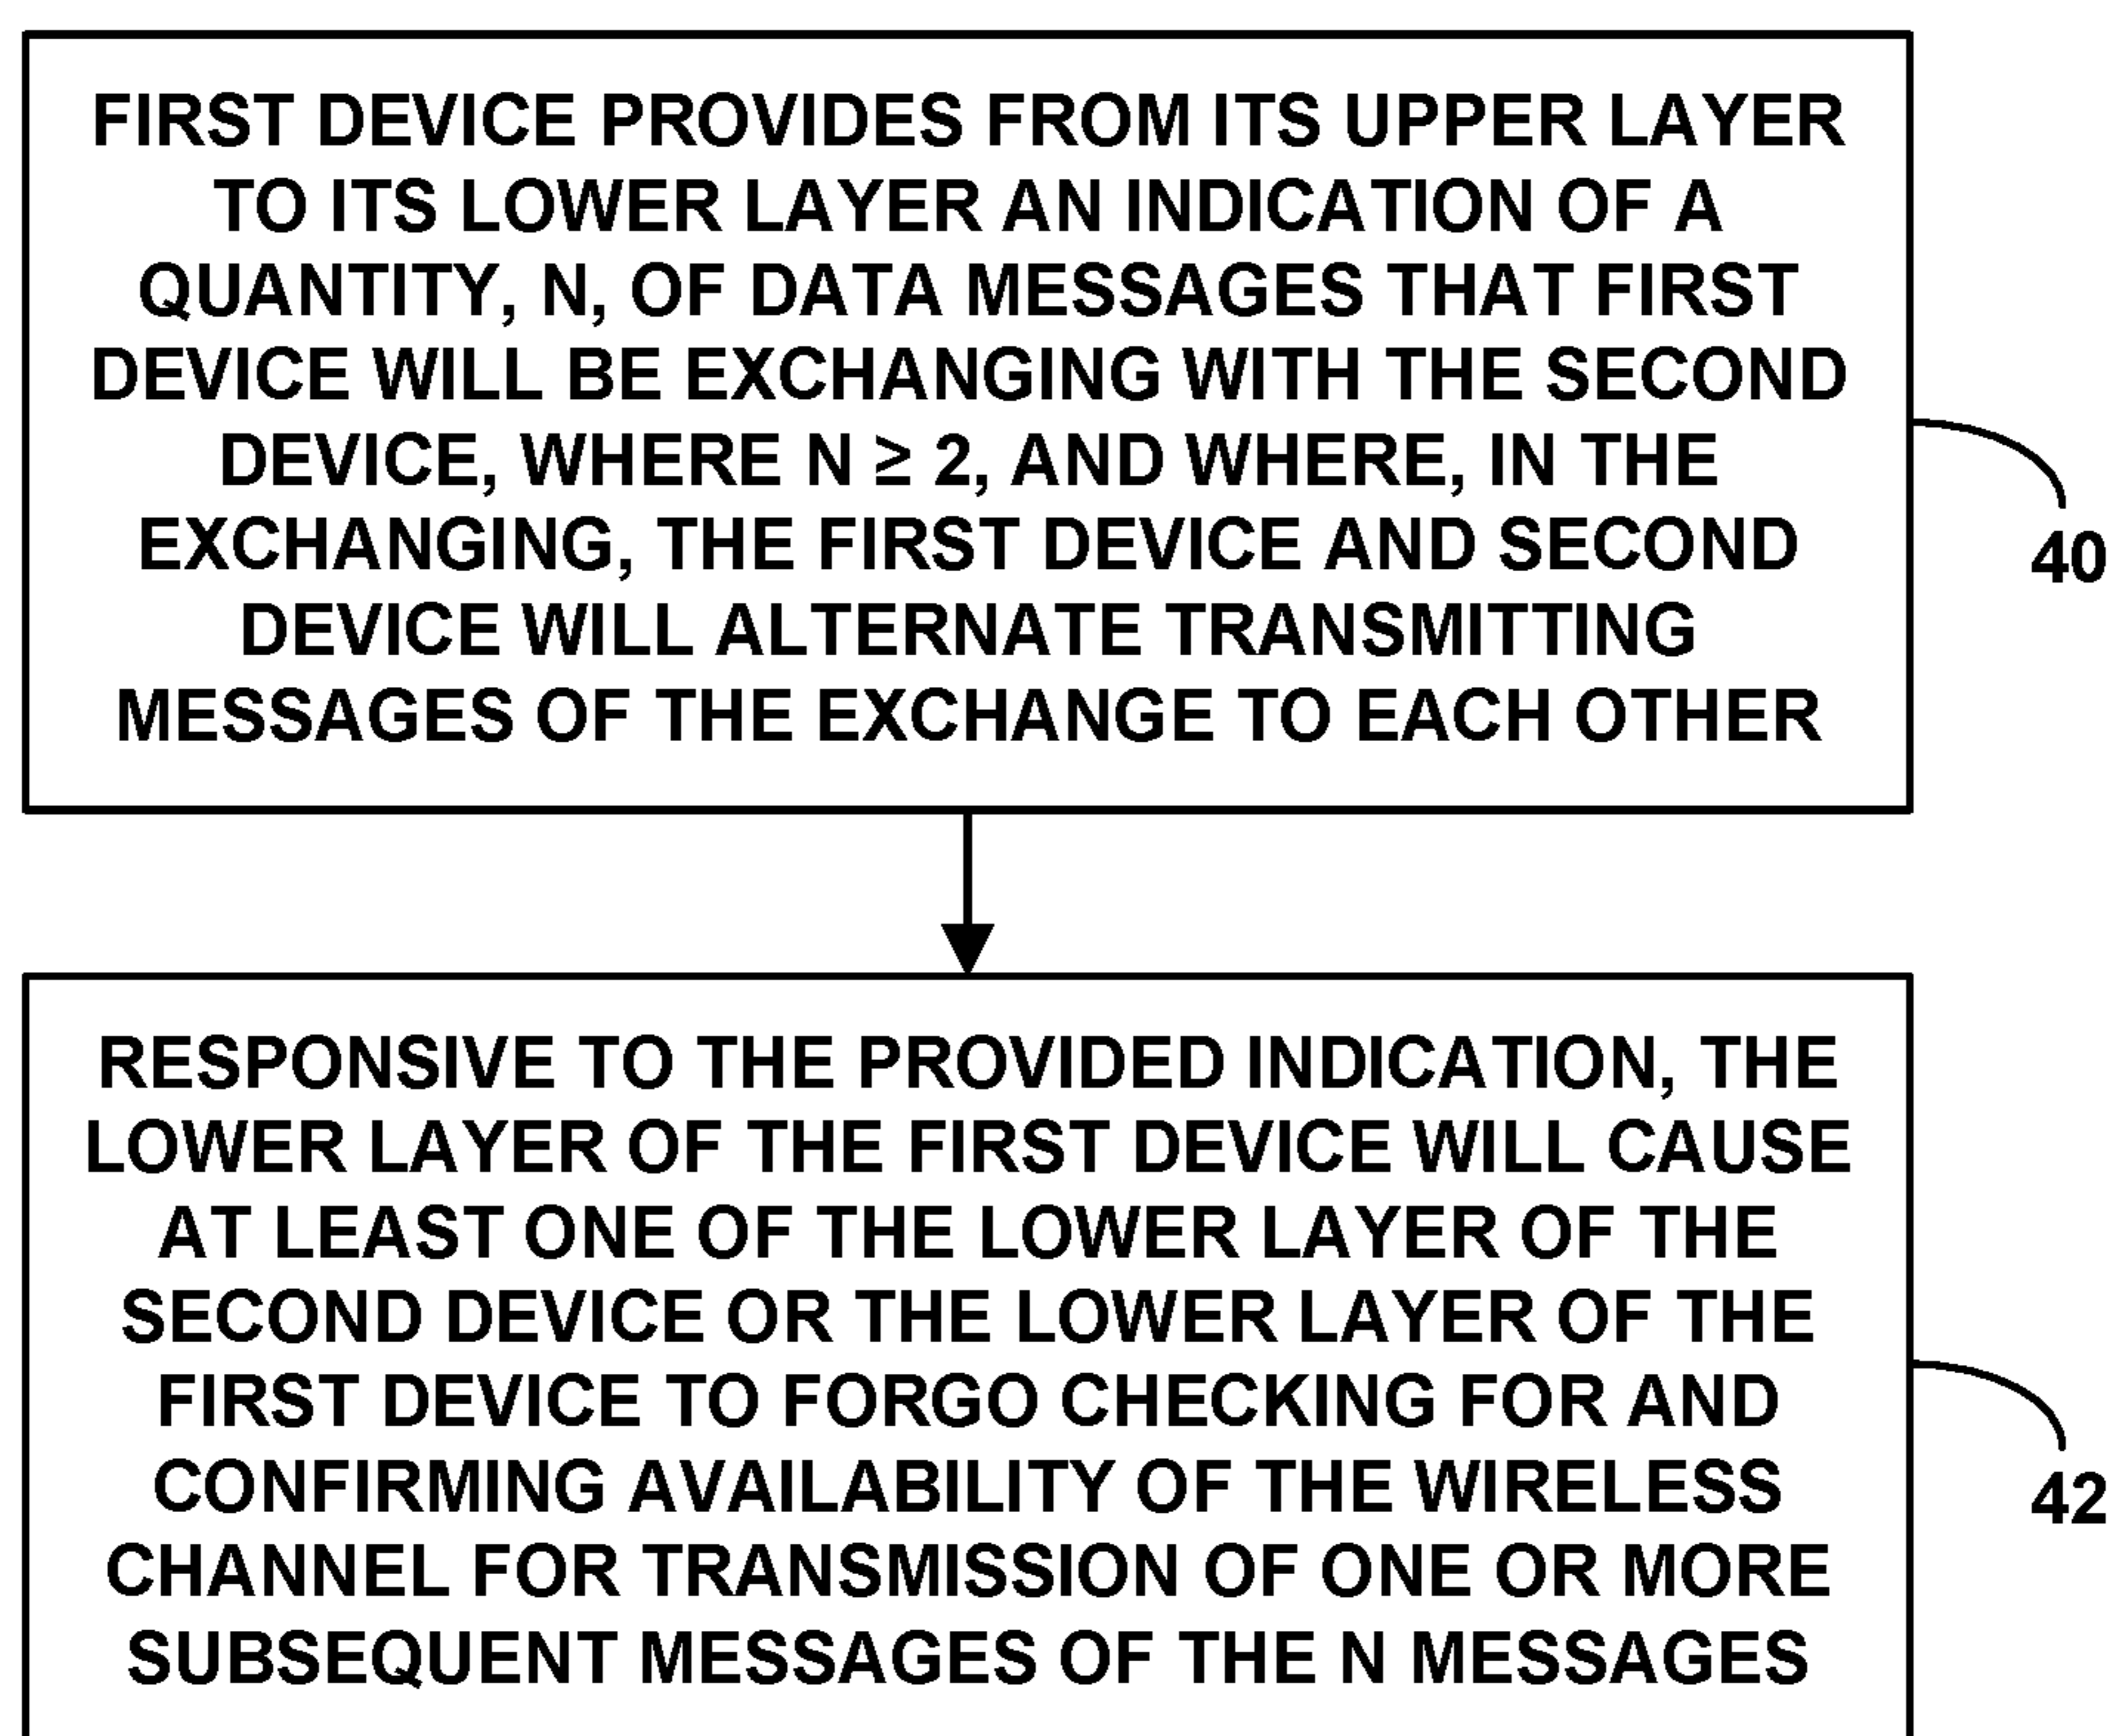 FIRST DEVICE PROVIDES FROM ITS UPPER LAYER
TO ITS LOWER LAYER AN INDICATION OF A
QUANTITY, N, OF DATA MESSAGES THAT FIRST
DEVICE WILL BE EXCHANGING WITH THE SECOND
DEVICE, WHERE N ≥ 2, AND WHERE, IN THE
EXCHANGING, THE FIRST DEVICE AND SECOND
DEVICE WILL ALTERNATE TRANSMITTING
MESSAGES OF THE EXCHANGE TO EACH OTHER
40
RESPONSIVE TO THE PROVIDED INDICATION, THE
LOWER LAYER OF THE FIRST DEVICE WILL CAUSE
AT LEAST ONE OF THE LOWER LAYER OF THE
SECOND DEVICE OR THE LOWER LAYER OF THE
FIRST DEVICE TO FORGO CHECKING FOR AND
CONFIRMING AVAILABILITY OF THE WIRELESS
CHANNEL FOR TRANSMISSION OF ONE OR MORE
SUBSEQUENT MESSAGES OF THE N MESSAGES
42